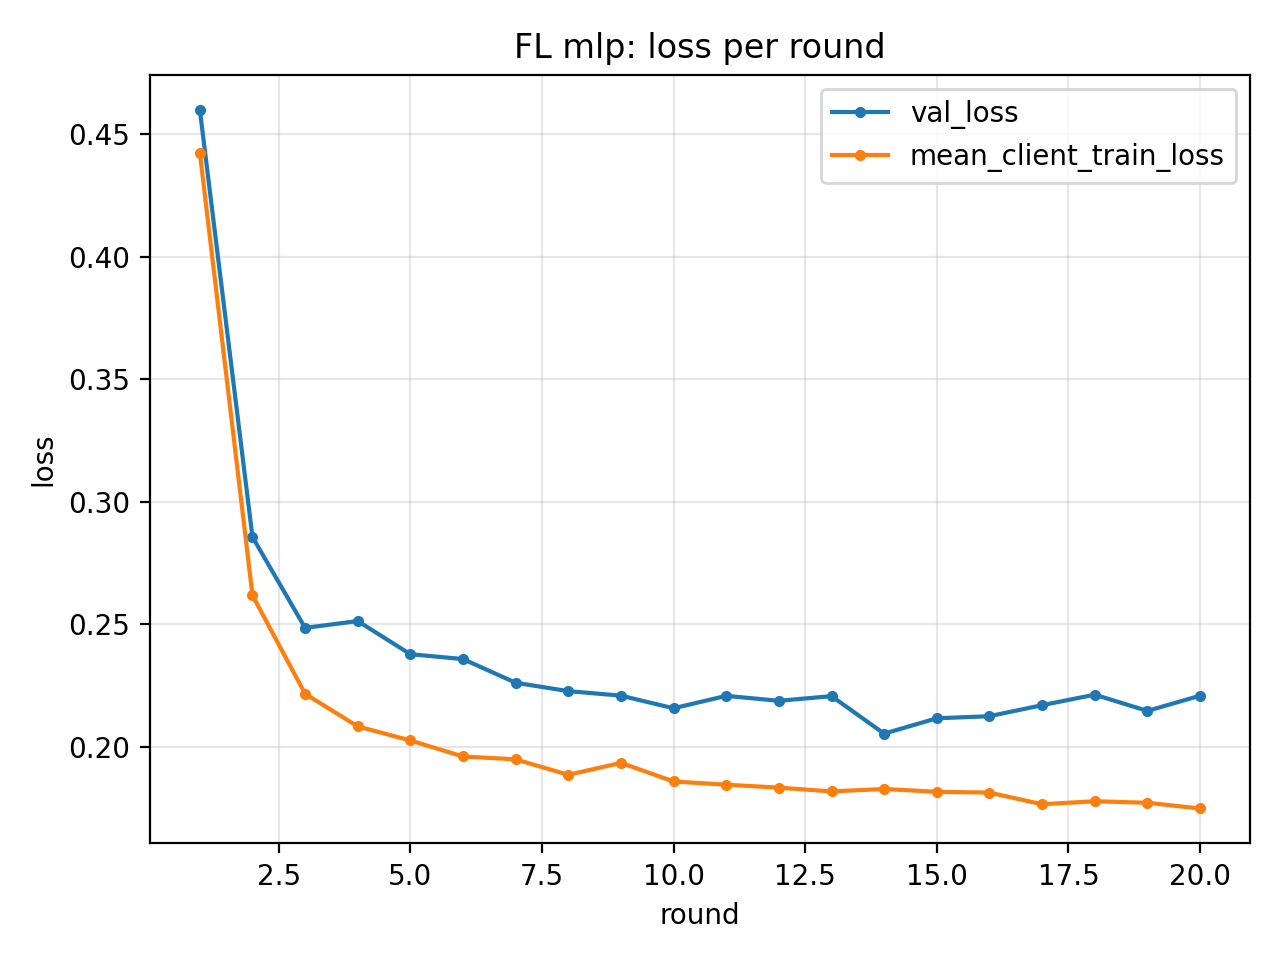 FL mlp: loss per round
val_loss
mean_client_train_loss
0.45
0.40
0.35
0.30
0.25
0.20
loss
2.5 5.0 7.5 10.0 12.5 15.0 17.5 20.0
round